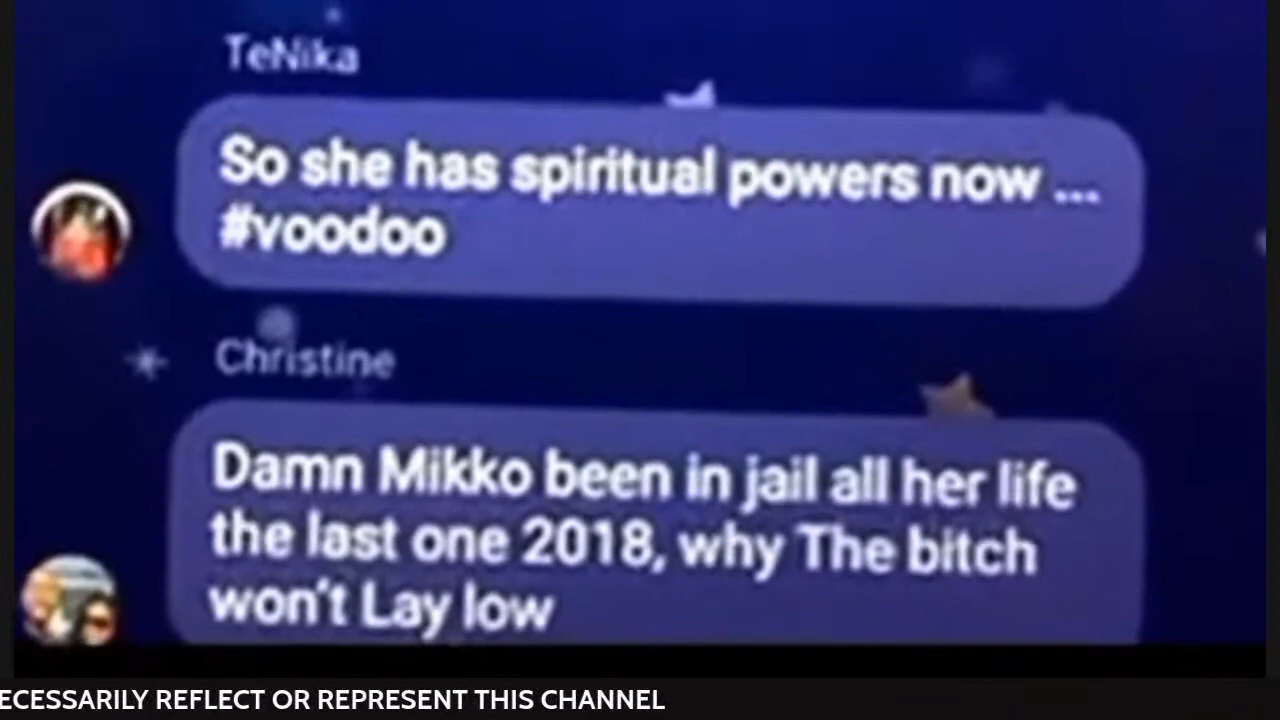 TeNika
So she has spiritual powers now ...
#voodoo
Christine
Damn Mikko been in jail all her life
the last one 2018, why The bitch
won't Lay low
ECESSARILY REFLECT OR REPRESENT THIS CHANNEL